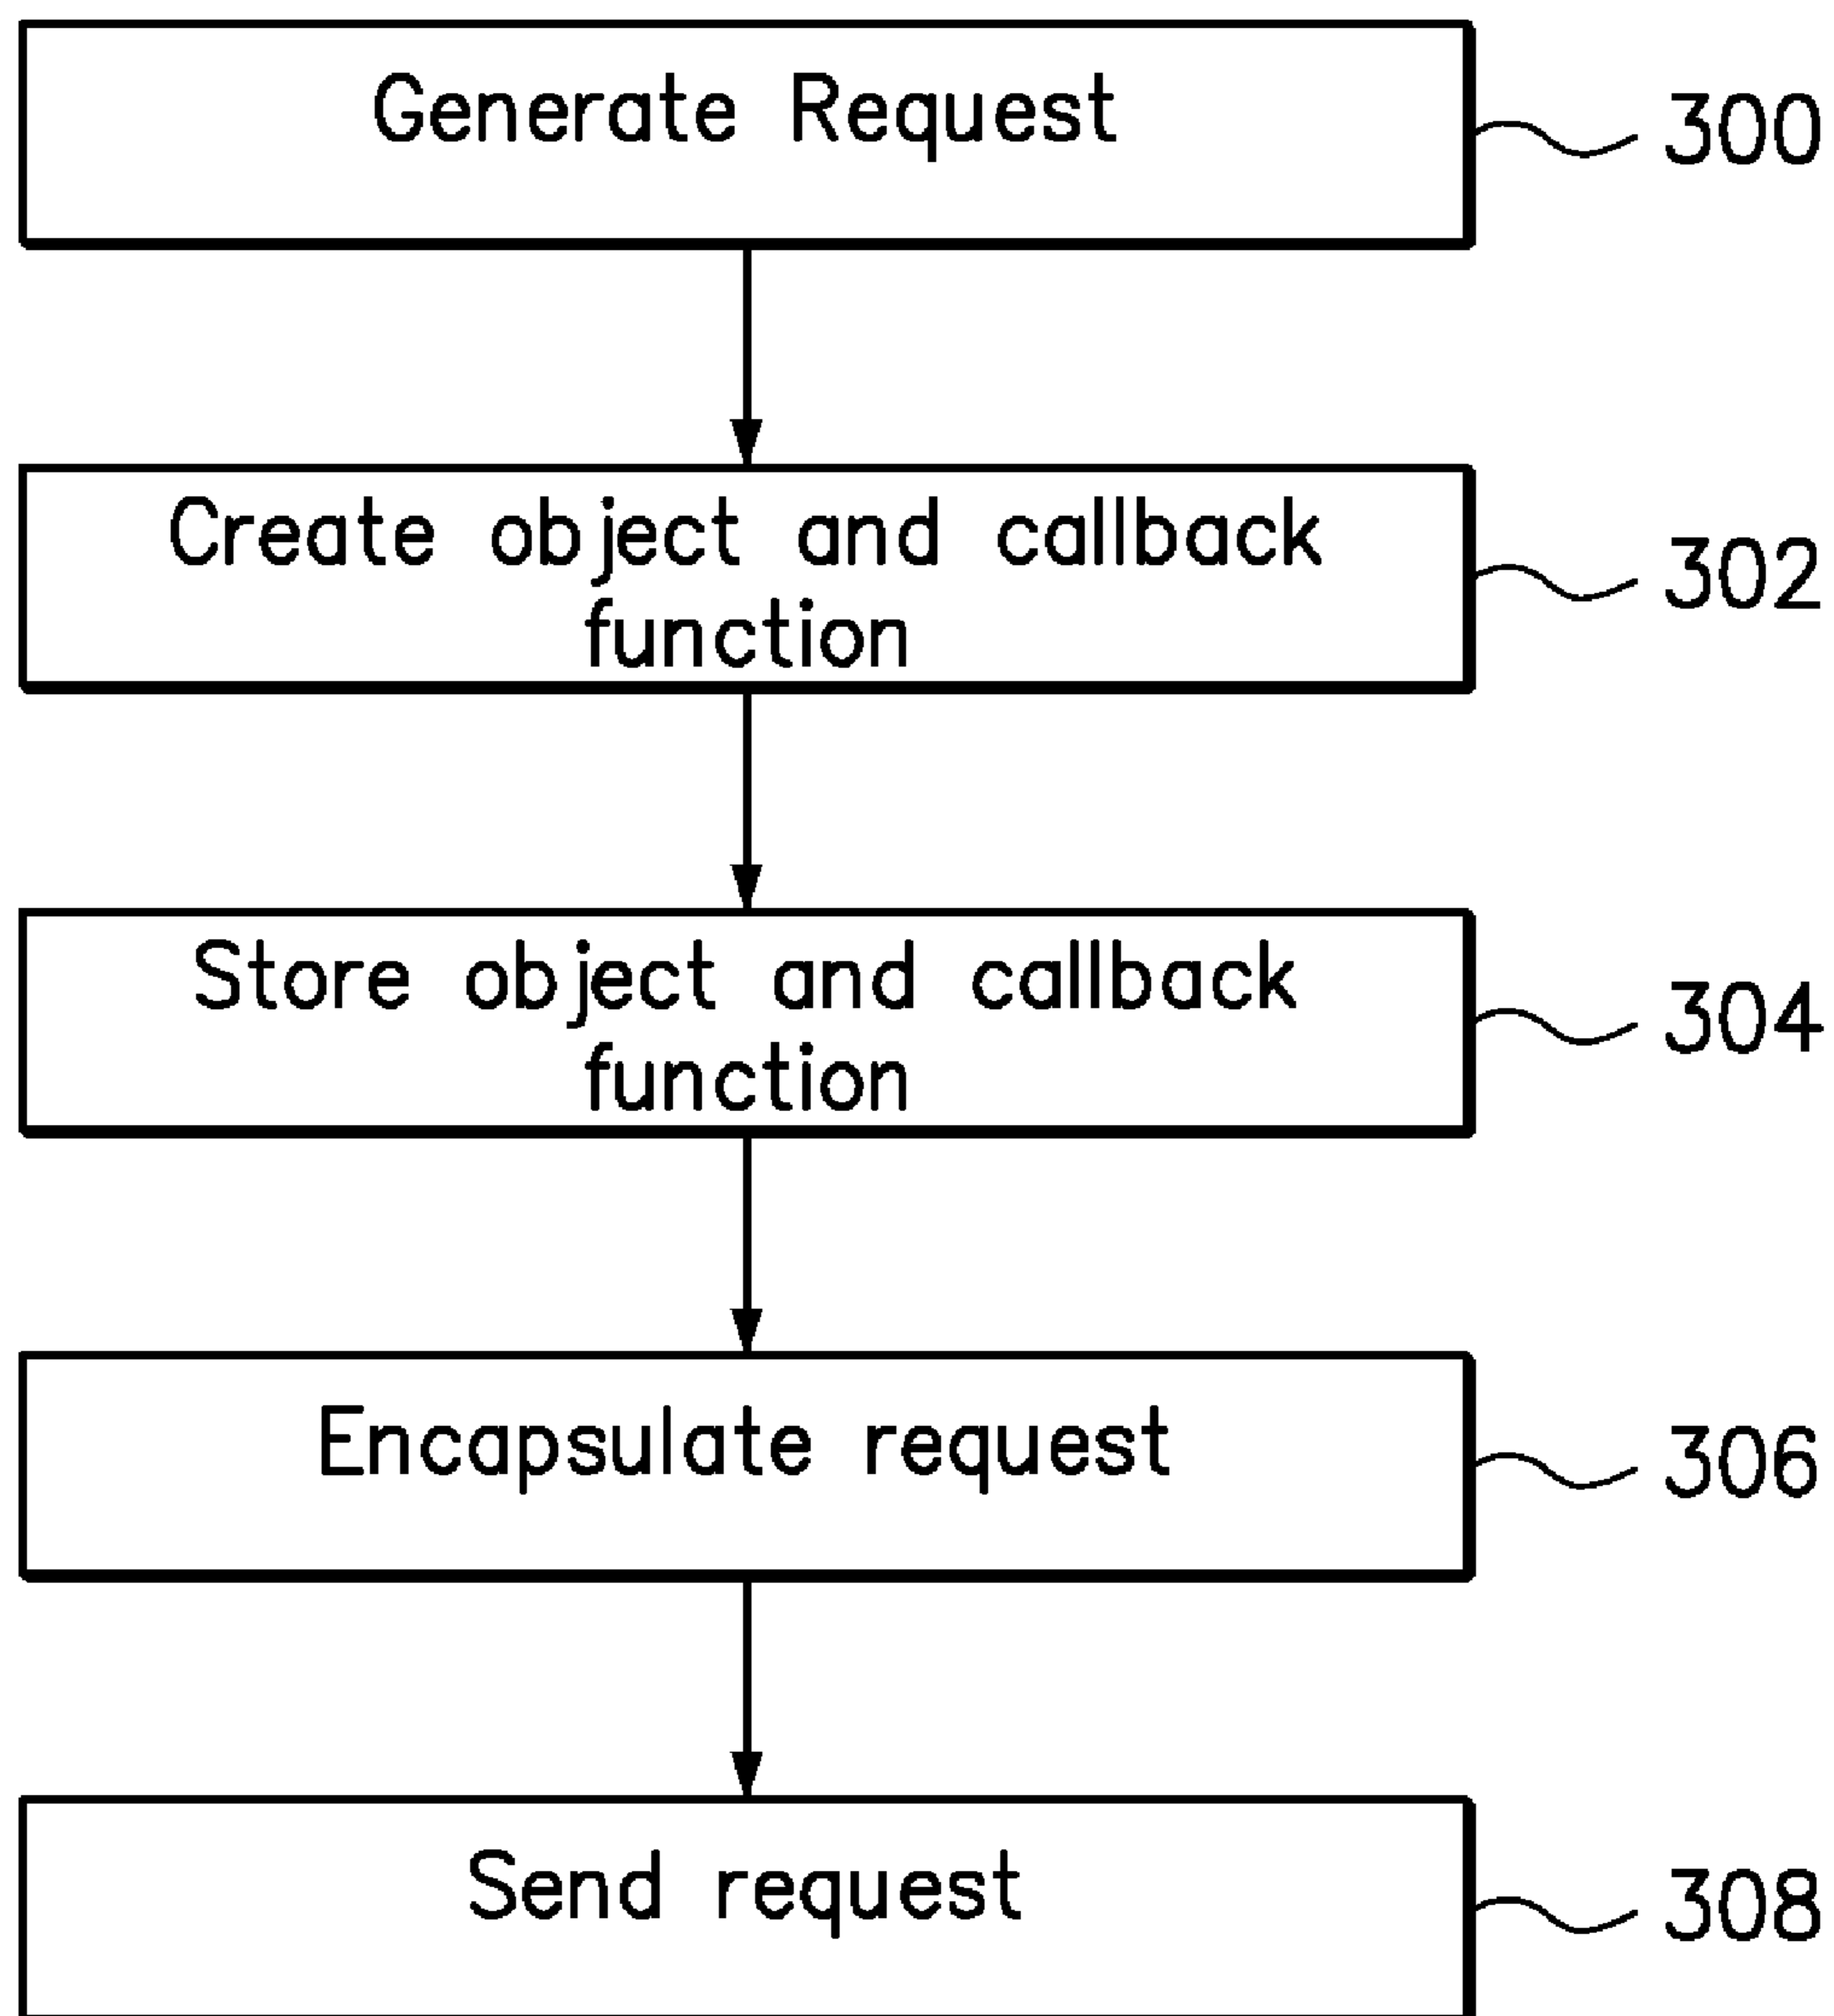 Generate Request
300
Create object and callback
function
302
Store object and callback
function
304
Encapsulate request
306
Send request
308